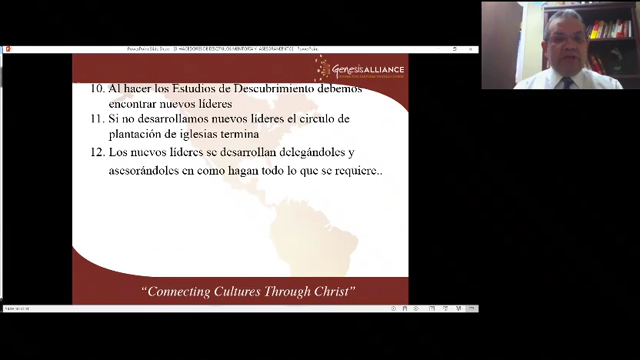 GenesisALLIANCE
10. Al hacer los Estudios de Descubrimiento debemos
encontrar nuevos líderes
11. Si no desarrollamos nuevos líderes el circulo de
plantación de iglesias termina
12. Los nuevos líderes se desarrollan delegándoles y
asesorándoles en como hagan todo lo que se requiere..
“Connecting Cultures Through Christ”